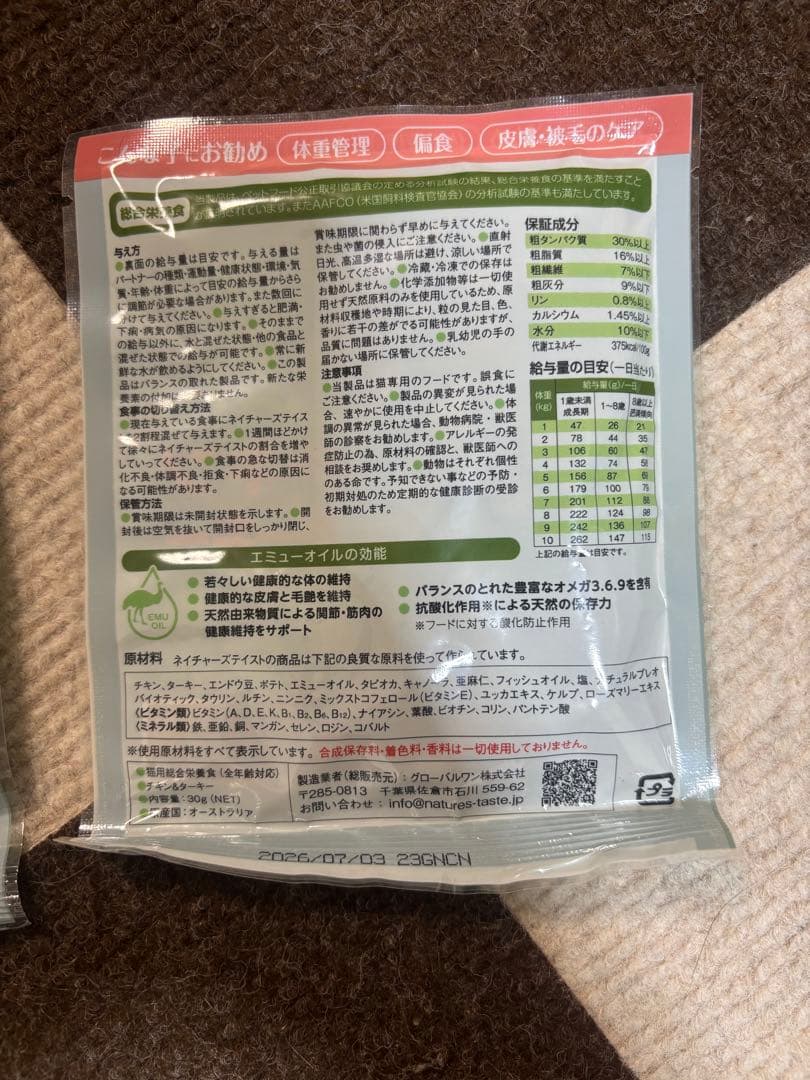 こんな子にお勧め 体重管理 偏食 皮膚・被毛のケア
総合栄養食
当製品は、ペットフード公正取引協議会の定める分析試験の結果、総合栄養食の基準を満たすこと
されています。またAAFCO(米国飼料検査官協会)の分析試験の基準も満たしています。
与え方
●裏面の給与量は目安です。与える量は
パートナーの種類・運動量・健康状態・環境・気
質・年齢・体重によって目安の給与量からさら
に調節が必要な場合があります。また数回に
分けて与えてください。●与えすぎると肥満・
下痢・病気の原因になります。●そのままで
の給与以外に、水と混ぜた状態・他の食品と
混ぜた状態での給与が可能です。●常に新
鮮な水が飲めるようにしてください。●この製
品はバランスの取れた製品です。新たな栄
養素の付加は ありません。
食事の切り替え方法
●現在与えている食事にネイチャーズテイス
ト 2割程混ぜて与えます。●1週間ほどかけ
て徐々にネイチャーズテイストの割合を増や
していってください。●食事の急な切替は消
化不良・体調不良・拒食・下痢などの原因に
なる可能性があります。
保管方法
●賞味期限は未開封状態を示します。●開
封後は空気を抜いて開封口をしっかり閉じ、
賞味期限に関わらず早めに与えてください。
また虫や菌の侵入にご注意ください。●直射
日光、高温多湿な場所は避け、涼しい場所で
保管してください。●冷蔵・冷凍での保存は
お勧めしません。●化学添加物等は一切使
用せず天然原料のみを使用しているため、原
材料収穫地や時期により、粒の見た目、色、
香りに若干の差がでる可能性がありますが、
品質に問題はありません。●乳幼児の手の
届かない場所に保管してください。
注意事項
●当製品は猫専用のフードです。誤食に
ご注意ください。●製品の異変が見られた場
合、速やかに使用を中止してください。●体
調の異常が見られた場合、動物病院・獣医
師の診察をお勧めします。●アレルギーの発
症防止の為、原材料の確認と、獣医師への
相談をお奨めします。●動物はそれぞれ個性
のある命です。予知できない事などの予防・
初期対処のため定期的な健康診断の受診
をお勧めします。
保証成分
粗タンパク質 30%以上
粗脂質 16%以上
粗繊維 7%以下
粗灰分 9%以下
リン 0.8%以上
カルシウム 1.45%以上
水分 10%以下
代謝エネルギー 375kcal/100g
給与量の目安(一日当たり)
体重(kg) 給与量(g)/一日
1歳未満成長期 1〜8歳 8歳以上肥満傾向
1 47 26 21
2 78 44 35
3 106 60 47
4 132 74 58
5 156 87 69
6 179 100 79
7 201 112 88
8 222 124 98
9 242 136 107
10 262 147 115
上記の給与量は目安です。
エミューオイルの効能
EMU
OIL
●若々しい健康的な体の維持
●健康的な皮膚と毛艶を維持
●天然由来物質による関節・筋肉の
健康維持をサポート
●バランスのとれた豊富なオメガ3.6.9を含有
●抗酸化作用※による天然の保存力
※フードに対する酸化防止作用
原材料 ネイチャーズテイストの商品は下記の良質な原料を使って作られています。
チキン、ターキー、エンドウ豆、ポテト、エミューオイル、タピオカ、キャノーラ、亜麻仁、フィッシュオイル、塩、ナチュラルプレオ
バイオティック、タウリン、ルチン、ニンニク、ミックストコフェロール(ビタミンE)、ユッカエキス、ケルプ、ローズマリーエキス
《ビタミン類》ビタミン(A、D、E、K、B1、B2、B6、B12)、ナイアシン、葉酸、ビオチン、コリン、パントテン酸
《ミネラル類》鉄、亜鉛、銅、マンガン、セレン、ロジン、コバルト
※使用原材料をすべて表示しています。 合成保存料・着色料・香料は一切使用しておりません。
●猫用総合栄養食(全年齢対応)
●チキン&ターキー
●内容量:30g(NET)
●原産国:オーストラリア
製造業者(総販売元):グローバルワン株式会社
〒285-0813 千葉県佐倉市石川 559-62
お問い合わせ:info@natures-taste.jp
プラ
2026/07/03 23GNCN